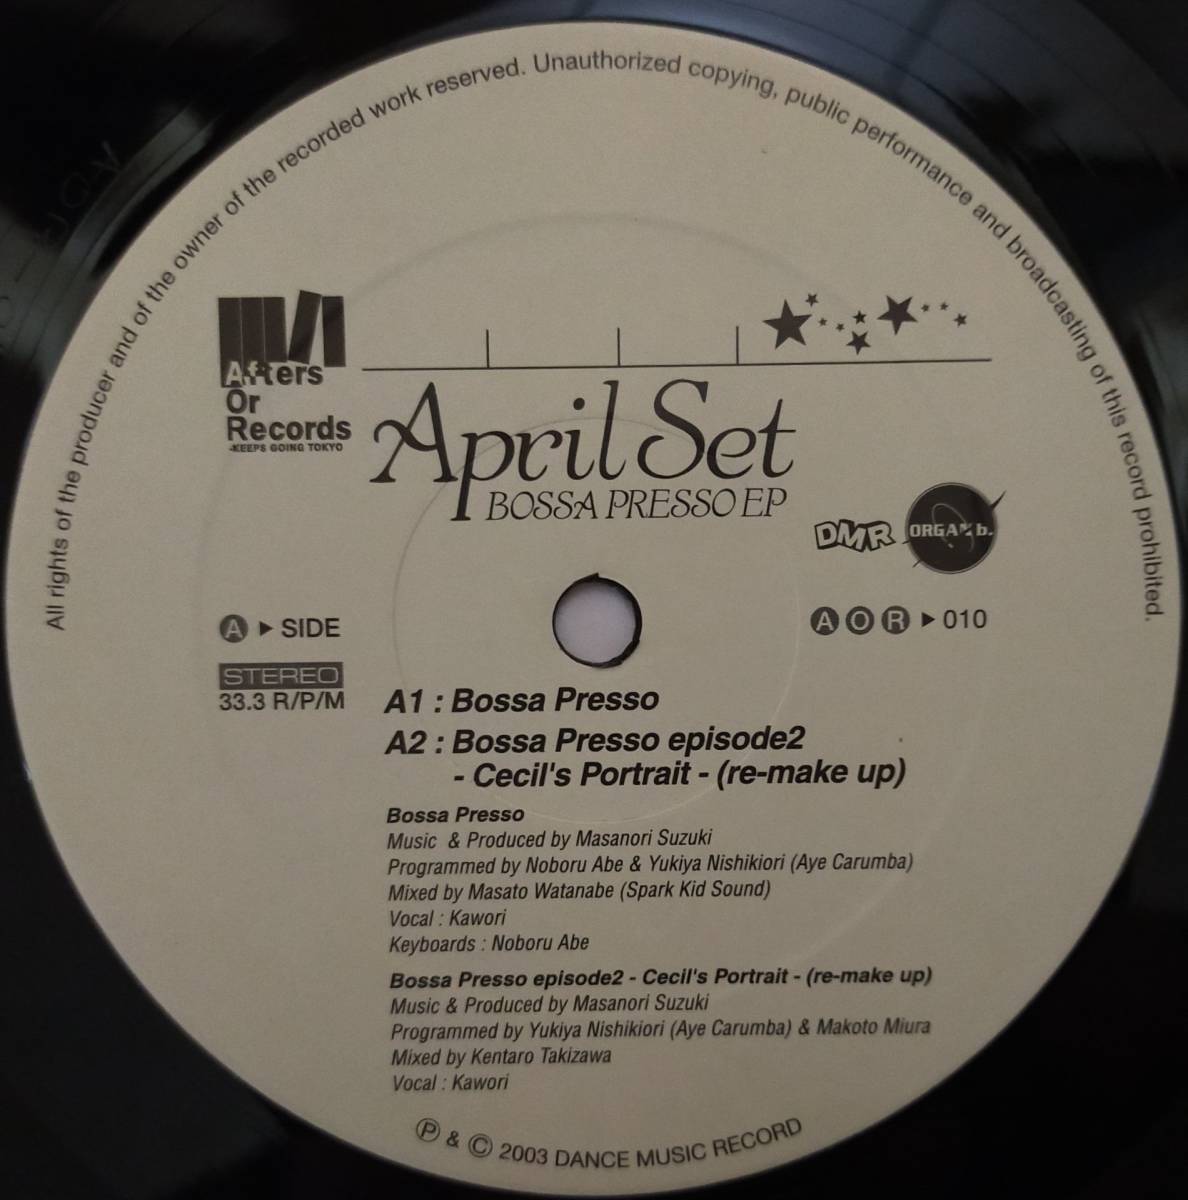 All rights of the producer and of the owner of the recorded work reserved. Unauthorized copying, public performance and broadcasting of this record prohibited.
Afters
Or
Records
-KEEPS GOING TOKYO
April Set
BOSSA PRESSO EP
DMR
ORGAN b.
A ▶ SIDE
A O R ▶ 010
STEREO
33.3 R/P/M
A1 : Bossa Presso
A2 : Bossa Presso episode2
- Cecil's Portrait - (re-make up)
Bossa Presso
Music & Produced by Masanori Suzuki
Programmed by Noboru Abe & Yukiya Nishikiori (Aye Carumba)
Mixed by Masato Watanabe (Spark Kid Sound)
Vocal : Kawori
Keyboards : Noboru Abe
Bossa Presso episode2 - Cecil's Portrait - (re-make up)
Music & Produced by Masanori Suzuki
Programmed by Yukiya Nishikiori (Aye Carumba) & Makoto Miura
Mixed by Kentaro Takizawa
Vocal : Kawori
℗ & © 2003 DANCE MUSIC RECORD